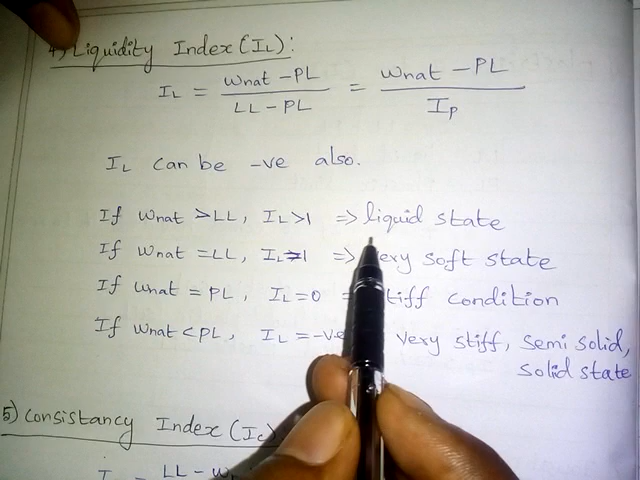 4) Liquidity Index (IL):
IL = Wnat - PL / LL - PL = Wnat - PL / Ip
IL can be -ve also.
If Wnat > LL, IL > 1 => liquid state
If Wnat = LL, IL = 1 => very soft state
If Wnat = PL, IL = 0 = stiff condition
If Wnat < PL, IL = -ve very stiff, semi solid,
solid state
5) Consistancy Index (Ic)
LL - W